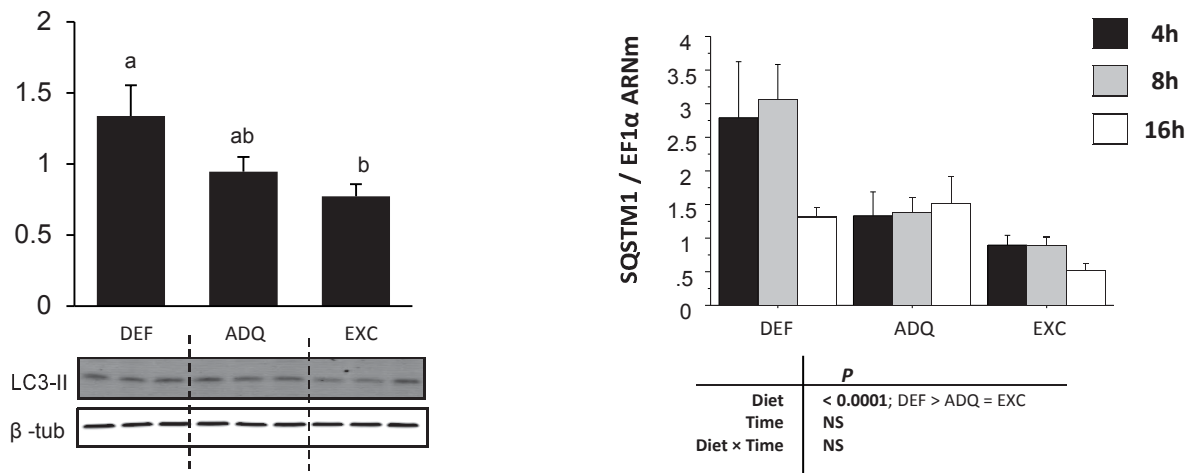 2
1.5
1
0.5
0
a
ab
b
DEF ADQ EXC
LC3-II
β -tub
SQSTM1 / EF1α ARNm
4
3.5
3
2.5
2
1.5
1
.5
0
DEF ADQ EXC
4h
8h
16h
P
Diet < 0.0001; DEF > ADQ = EXC
Time NS
Diet × Time NS